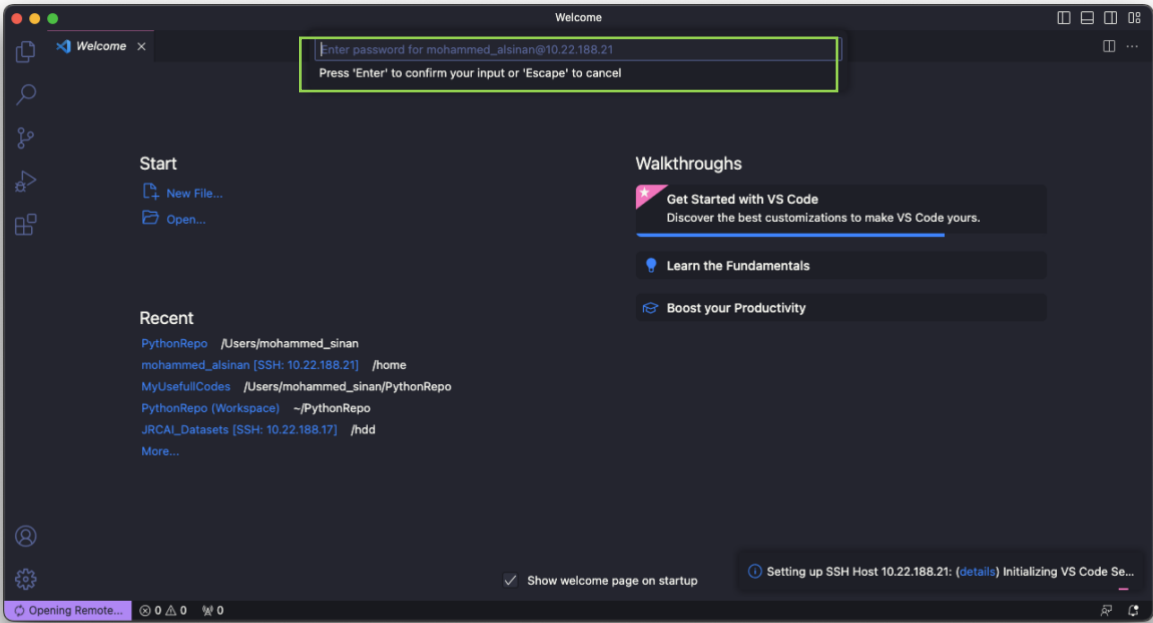 Welcome
Welcome
Enter password for mohammed_alsinan@10.22.188.21
Press 'Enter' to confirm your input or 'Escape' to cancel
Start
New File...
Open...
Recent
PythonRepo /Users/mohammed_sinan
mohammed_alsinan [SSH: 10.22.188.21] /home
MyUsefullCodes /Users/mohammed_sinan/PythonRepo
PythonRepo (Workspace) ~/PythonRepo
JRCAI_Datasets [SSH: 10.22.188.17] /hdd
More...
Walkthroughs
Get Started with VS Code
Discover the best customizations to make VS Code yours.
Learn the Fundamentals
Boost your Productivity
Show welcome page on startup
Setting up SSH Host 10.22.188.21: (details) Initializing VS Code Se...
Opening Remote... 0 0 0